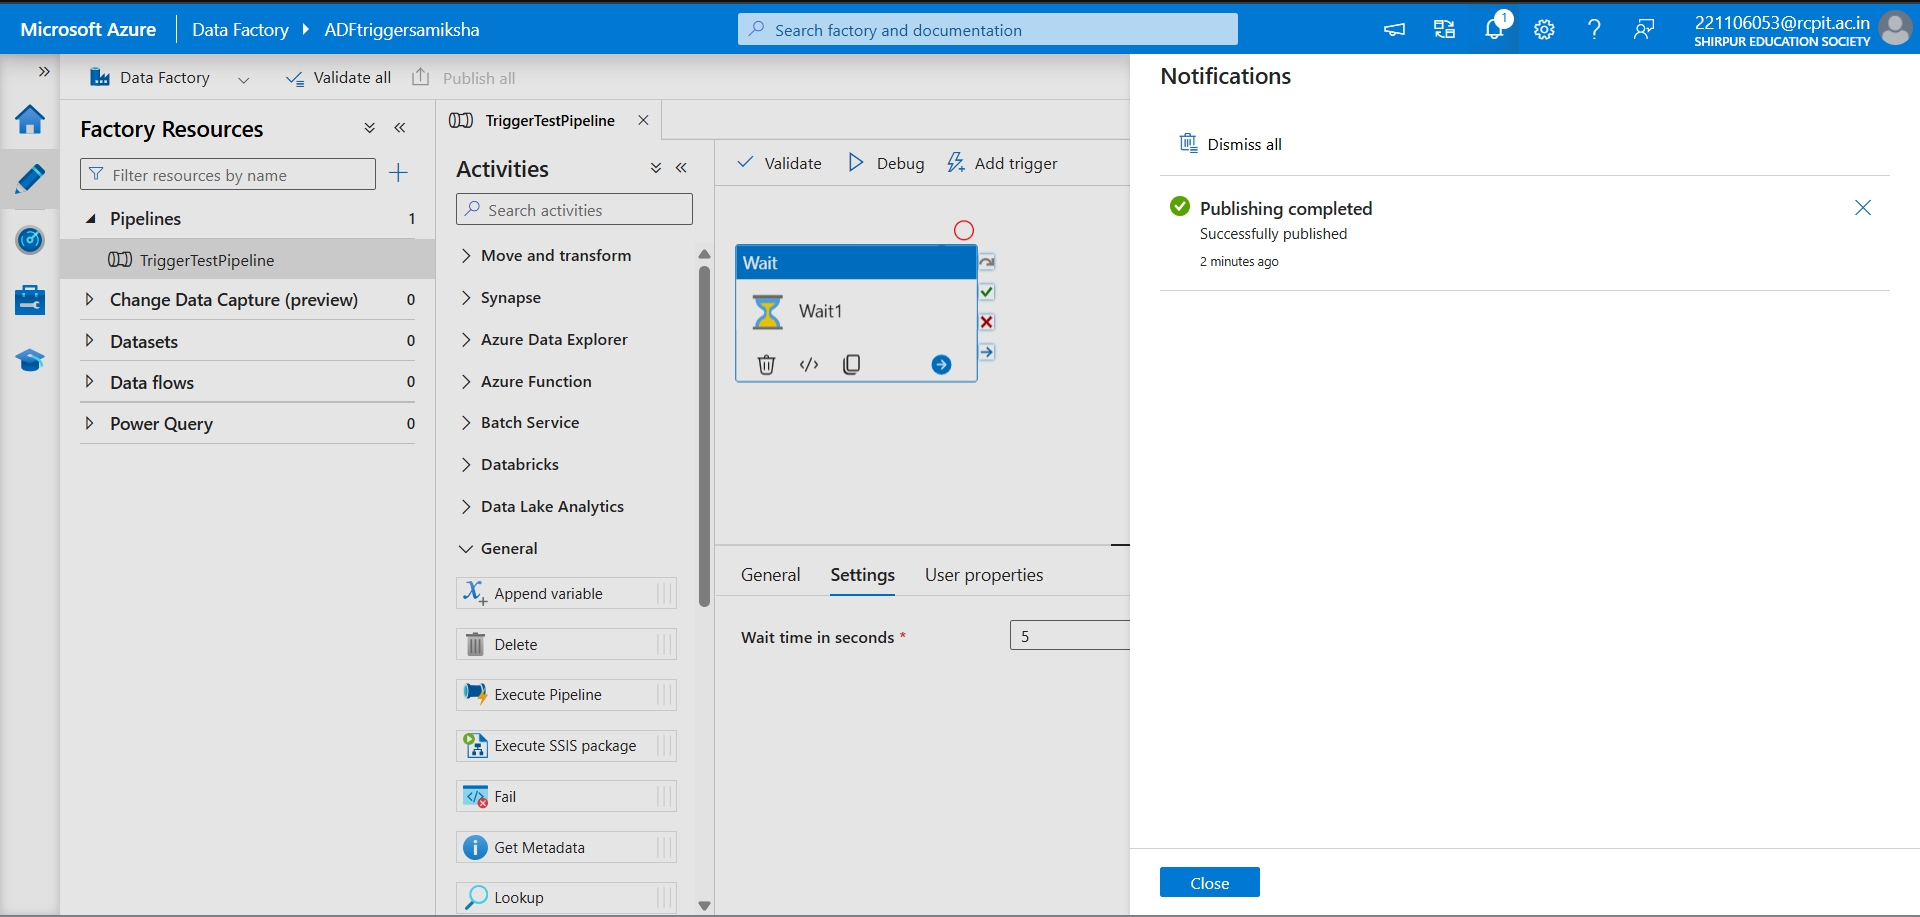 Microsoft Azure
Data Factory
ADFtriggersamiksha
Search factory and documentation
1
221106053@rcpit.ac.in
SHIRPUR EDUCATION SOCIETY
Data Factory
Validate all
Publish all
Factory Resources
Filter resources by name
Pipelines 1
TriggerTestPipeline
Change Data Capture (preview) 0
Datasets 0
Data flows 0
Power Query 0
TriggerTestPipeline
Activities
Search activities
Move and transform
Synapse
Azure Data Explorer
Azure Function
Batch Service
Databricks
Data Lake Analytics
General
Append variable
Delete
Execute Pipeline
Execute SSIS package
Fail
Get Metadata
Lookup
Validate
Debug
Add trigger
Wait
Wait1
General
Settings
User properties
Wait time in seconds *
5
Notifications
Dismiss all
Publishing completed
Successfully published
2 minutes ago
Close